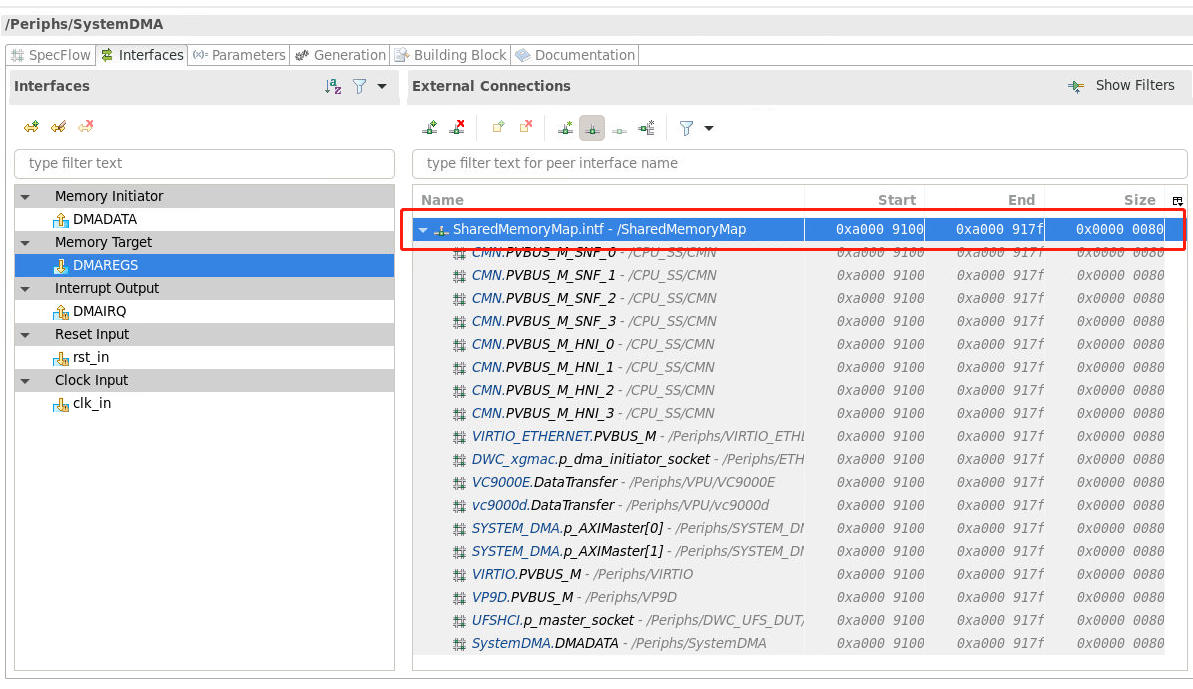 /Periphs/SystemDMA
SpecFlow Interfaces (x)= Parameters Generation Building Block Documentation
Interfaces
External Connections Show Filters
type filter text
type filter text for peer interface name
Memory Initiator
DMADATA
Memory Target
DMAREGS
Interrupt Output
DMAIRQ
Reset Input
rst_in
Clock Input
clk_in
Name Start End Size
SharedMemoryMap.intf - /SharedMemoryMap 0xa000 9100 0xa000 917f 0x0000 0080
CMN.PVBUS_M_SNF_0 - /CPU_SS/CMN 0xa000 9100 0xa000 917f 0x0000 0080
CMN.PVBUS_M_SNF_1 - /CPU_SS/CMN 0xa000 9100 0xa000 917f 0x0000 0080
CMN.PVBUS_M_SNF_2 - /CPU_SS/CMN 0xa000 9100 0xa000 917f 0x0000 0080
CMN.PVBUS_M_SNF_3 - /CPU_SS/CMN 0xa000 9100 0xa000 917f 0x0000 0080
CMN.PVBUS_M_HNI_0 - /CPU_SS/CMN 0xa000 9100 0xa000 917f 0x0000 0080
CMN.PVBUS_M_HNI_1 - /CPU_SS/CMN 0xa000 9100 0xa000 917f 0x0000 0080
CMN.PVBUS_M_HNI_2 - /CPU_SS/CMN 0xa000 9100 0xa000 917f 0x0000 0080
CMN.PVBUS_M_HNI_3 - /CPU_SS/CMN 0xa000 9100 0xa000 917f 0x0000 0080
VIRTIO_ETHERNET.PVBUS_M - /Periphs/VIRTIO_ETHE 0xa000 9100 0xa000 917f 0x0000 0080
DWC_xgmac.p_dma_initiator_socket - /Periphs/ETH 0xa000 9100 0xa000 917f 0x0000 0080
VC9000E.DataTransfer - /Periphs/VPU/VC9000E 0xa000 9100 0xa000 917f 0x0000 0080
vc9000d.DataTransfer - /Periphs/VPU/vc9000d 0xa000 9100 0xa000 917f 0x0000 0080
SYSTEM_DMA.p_AXIMaster[0] - /Periphs/SYSTEM_DM 0xa000 9100 0xa000 917f 0x0000 0080
SYSTEM_DMA.p_AXIMaster[1] - /Periphs/SYSTEM_DM 0xa000 9100 0xa000 917f 0x0000 0080
VIRTIO.PVBUS_M - /Periphs/VIRTIO 0xa000 9100 0xa000 917f 0x0000 0080
VP9D.PVBUS_M - /Periphs/VP9D 0xa000 9100 0xa000 917f 0x0000 0080
UFSHCI.p_master_socket - /Periphs/DWC_UFS_DUT/ 0xa000 9100 0xa000 917f 0x0000 0080
SystemDMA.DMADATA - /Periphs/SystemDMA 0xa000 9100 0xa000 917f 0x0000 0080